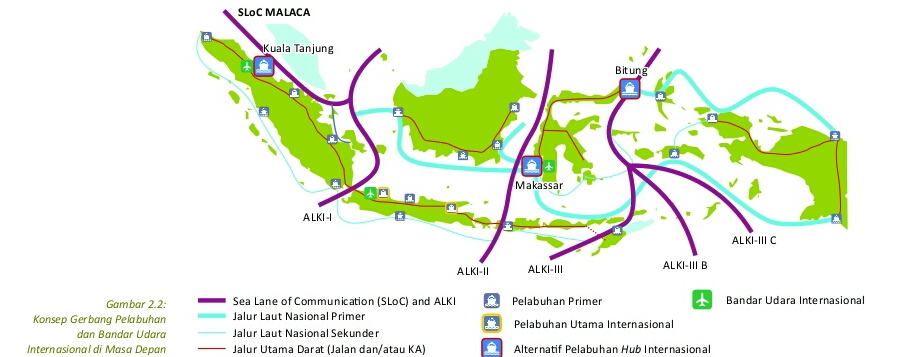 SLoC MALACA
Kuala Tanjung
Bitung
Makassar
ALKI-I
ALKI-II
ALKI-III
ALKI-III B
ALKI-III C
Gambar 2.2:
Konsep Gerbang Pelabuhan
dan Bandar Udara
Internasional di Masa Depan
Sea Lane of Communication (SLoC) and ALKI
Jalur Laut Nasional Primer
Jalur Laut Nasional Sekunder
Jalur Utama Darat (Jalan dan/atau KA)
Pelabuhan Primer
Pelabuhan Utama Internasional
Alternatif Pelabuhan Hub Internasional
Bandar Udara Internasional